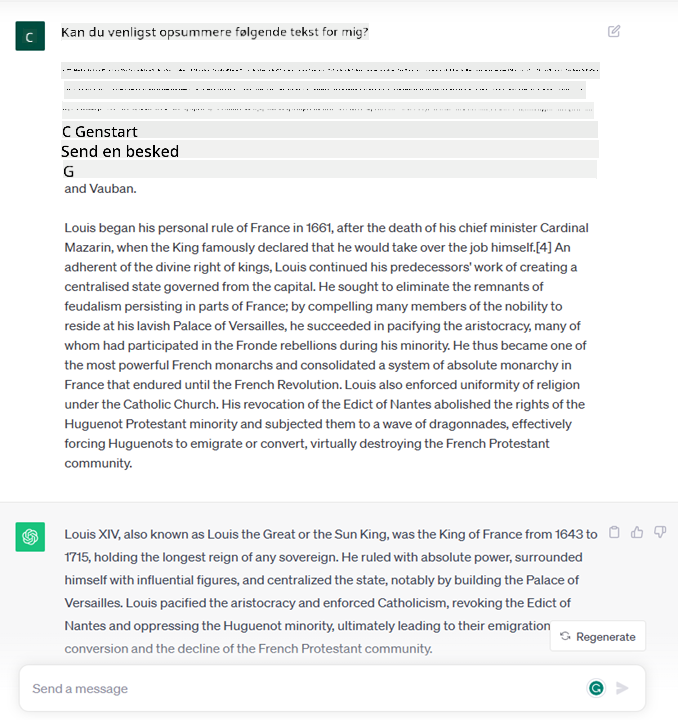 C
Kan du venligst opsummere følgende tekst for mig?
C Genstart
Send en besked
G
and Vauban.
Louis began his personal rule of France in 1661, after the death of his chief minister Cardinal
Mazarin, when the King famously declared that he would take over the job himself.[4] An
adherent of the divine right of kings, Louis continued his predecessors' work of creating a
centralised state governed from the capital. He sought to eliminate the remnants of
feudalism persisting in parts of France; by compelling many members of the nobility to
reside at his lavish Palace of Versailles, he succeeded in pacifying the aristocracy, many of
whom had participated in the Fronde rebellions during his minority. He thus became one of
the most powerful French monarchs and consolidated a system of absolute monarchy in
France that endured until the French Revolution. Louis also enforced uniformity of religion
under the Catholic Church. His revocation of the Edict of Nantes abolished the rights of the
Huguenot Protestant minority and subjected them to a wave of dragonnades, effectively
forcing Huguenots to emigrate or convert, virtually destroying the French Protestant
community.
Louis XIV, also known as Louis the Great or the Sun King, was the King of France from 1643 to
1715, holding the longest reign of any sovereign. He ruled with absolute power, surrounded
himself with influential figures, and centralized the state, notably by building the Palace of
Versailles. Louis pacified the aristocracy and enforced Catholicism, revoking the Edict of
Nantes and oppressing the Huguenot minority, ultimately leading to their emigration
Regenerate
conversion and the decline of the French Protestant community.
Send a message